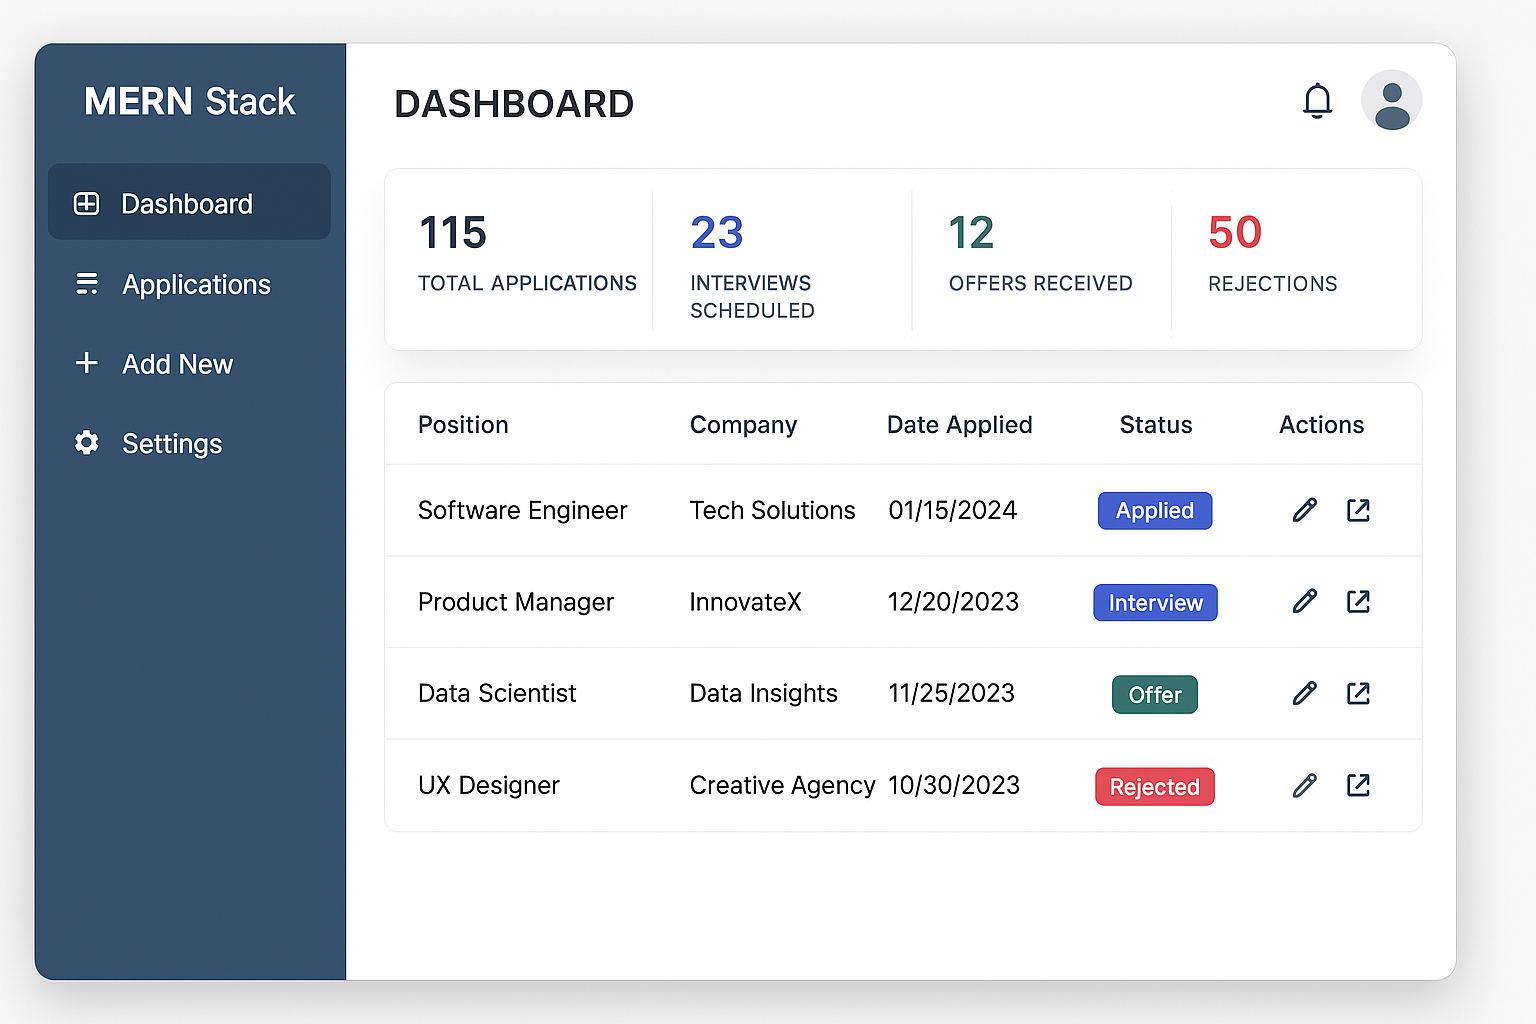 MERN Stack
Dashboard
Applications
Add New
Settings
DASHBOARD
115
TOTAL APPLICATIONS
23
INTERVIEWS
SCHEDULED
12
OFFERS RECEIVED
50
REJECTIONS
Position Company Date Applied Status Actions
Software Engineer Tech Solutions 01/15/2024 Applied
Product Manager InnovateX 12/20/2023 Interview
Data Scientist Data Insights 11/25/2023 Offer
UX Designer Creative Agency 10/30/2023 Rejected